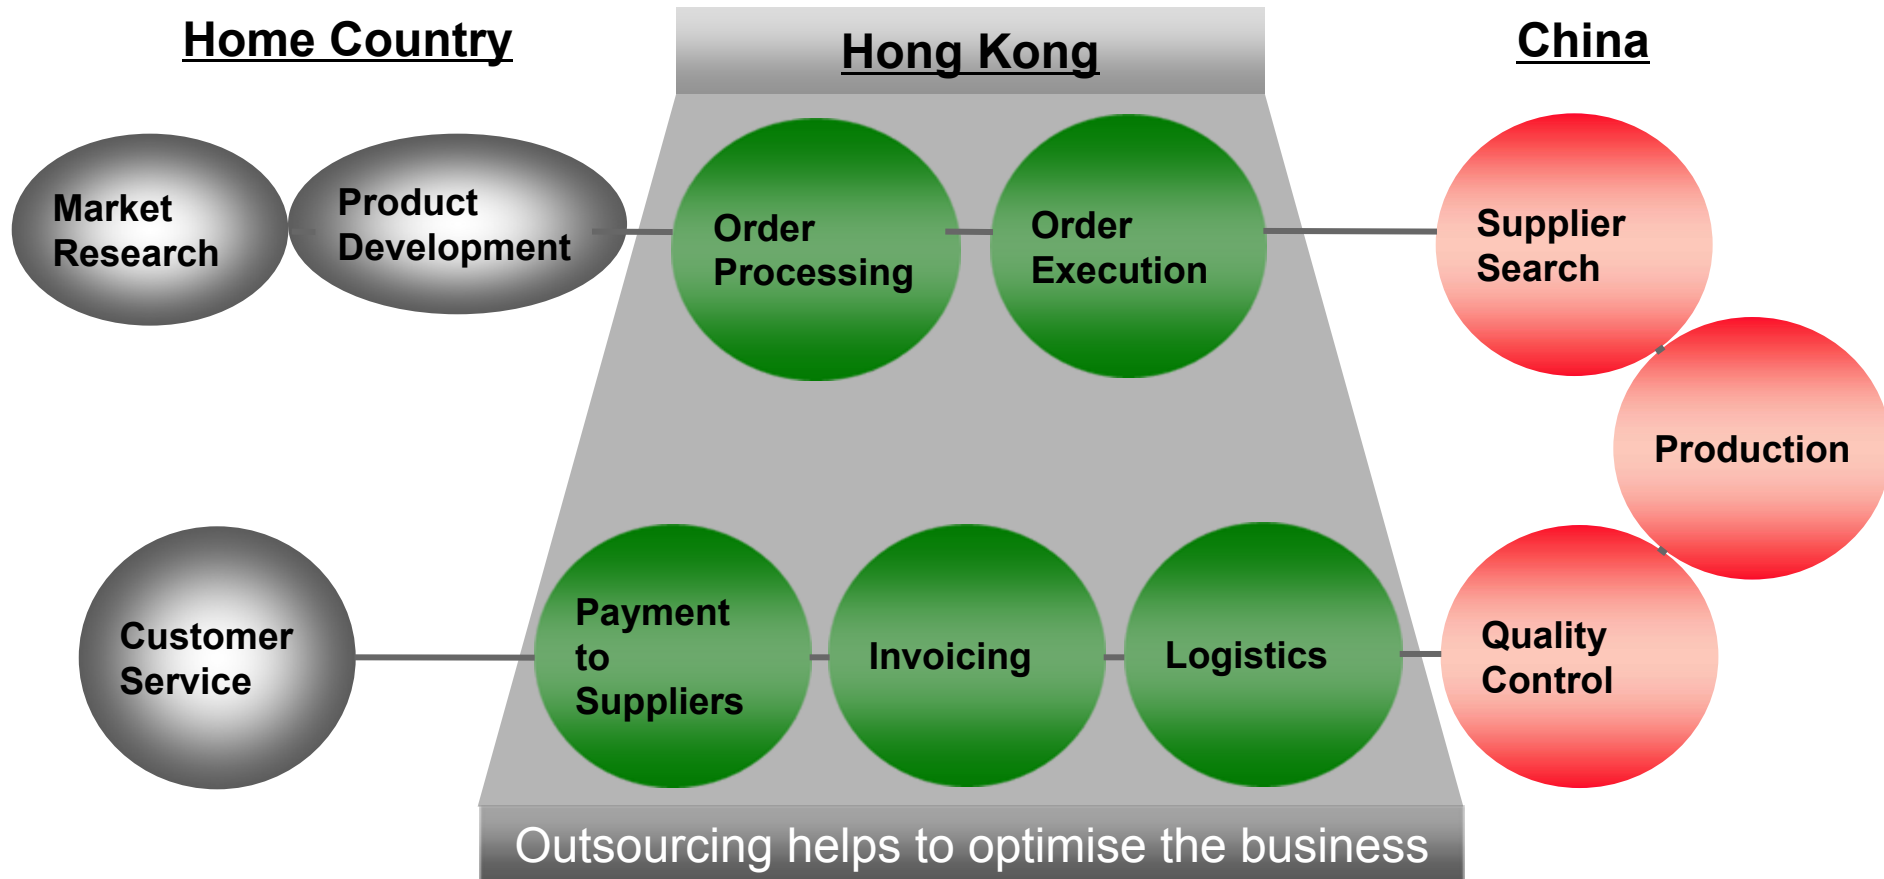 Home Country
Hong Kong
China
Market
Research
Product
Development
Order
Processing
Order
Execution
Supplier
Search
Production
Customer
Service
Payment
to
Suppliers
Invoicing
Logistics
Quality
Control
Outsourcing helps to optimise the business